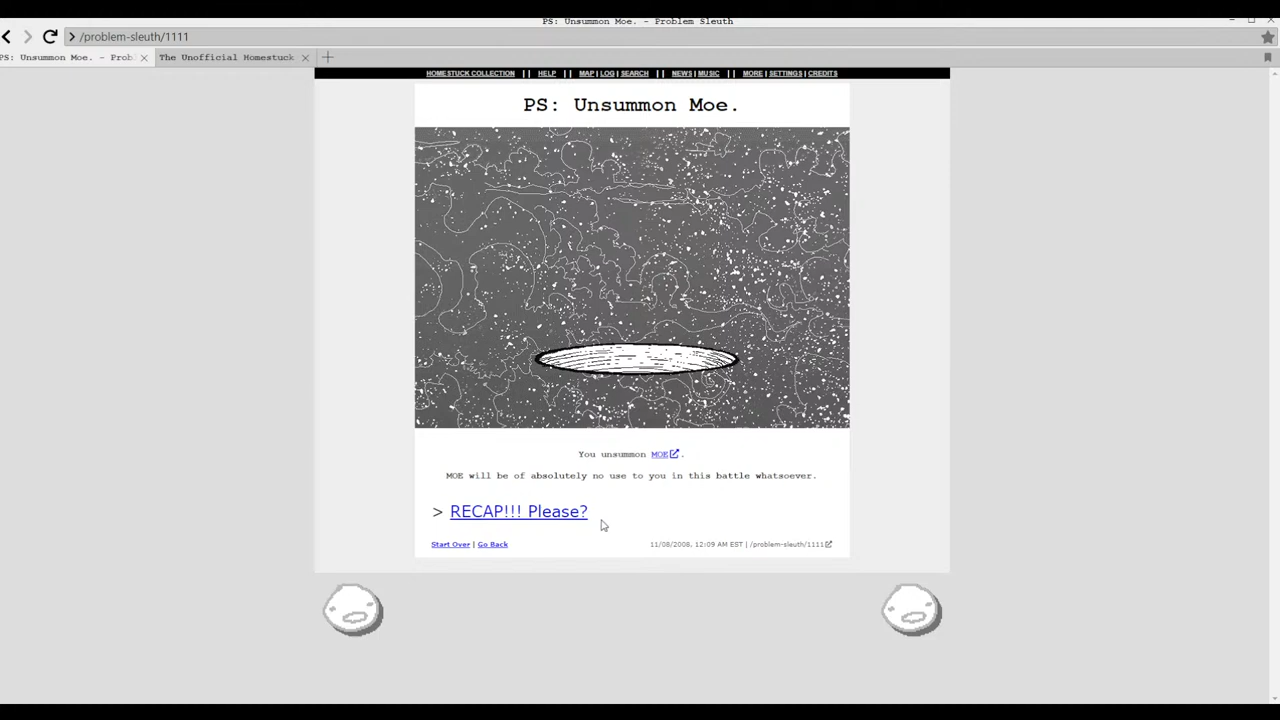 PS: Unsummon Moe. - Problem Sleuth
/problem-sleuth/1111
PS: Unsummon Moe. - Prob
The Unofficial Homestuck
HOMESTUCK COLLECTION || HELP || MAP | LOG | SEARCH || NEWS | MUSIC || MORE | SETTINGS | CREDITS
PS: Unsummon Moe.
You unsummon MOE.
MOE will be of absolutely no use to you in this battle whatsoever.
> RECAP!!! Please?
Start Over | Go Back
11/08/2008, 12:09 AM EST | /problem-sleuth/1111